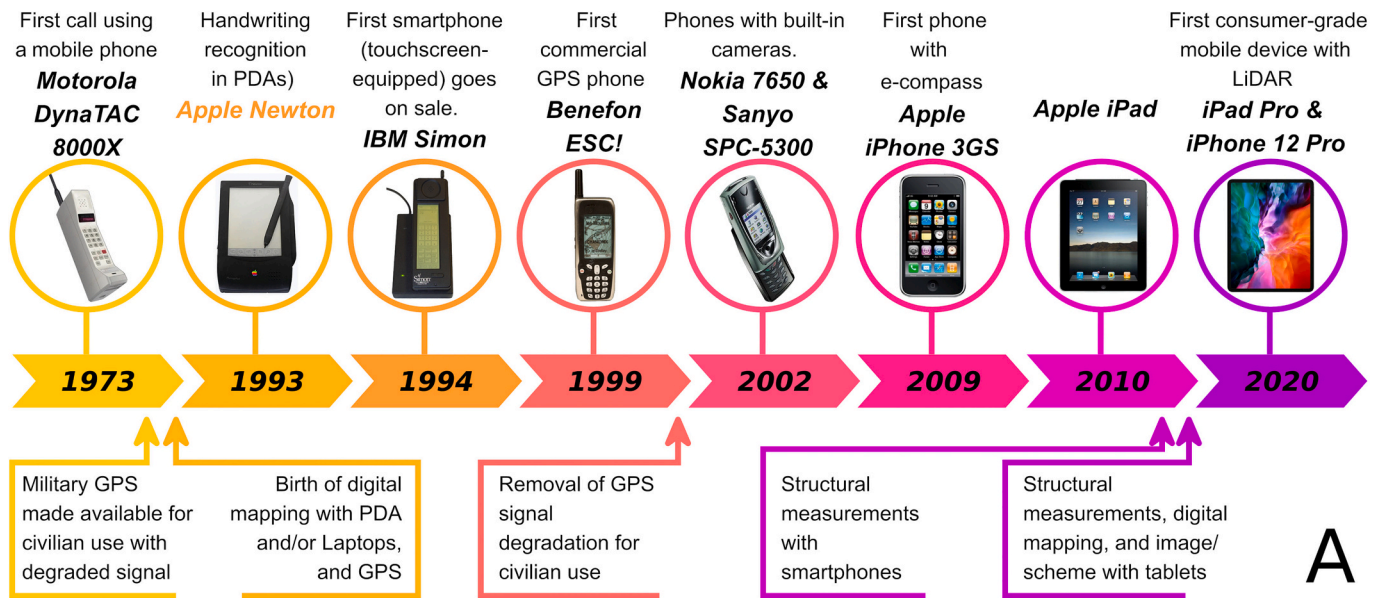 First call using
a mobile phone
Motorola
DynaTAC
8000X
Handwriting
recognition
in PDAs)
Apple Newton
First smartphone
(touchscreen-
equipped) goes
on sale.
IBM Simon
First
commercial
GPS phone
Benefon
ESC!
Phones with built-in
cameras.
Nokia 7650 &
Sanyo
SPC-5300
First phone
with
e-compass
Apple
iPhone 3GS
Apple iPad
First consumer-grade
mobile device with
LiDAR
iPad Pro &
iPhone 12 Pro
Simon
1973
1993
1994
1999
2002
2009
2010
2020
Military GPS
made available for
civilian use with
degraded signal
Birth of digital
mapping with PDA
and/or Laptops,
and GPS
Removal of GPS
signal
degradation for
civilian use
Structural
measurements
with
smartphones
Structural
measurements, digital
mapping, and image/
scheme with tablets
A